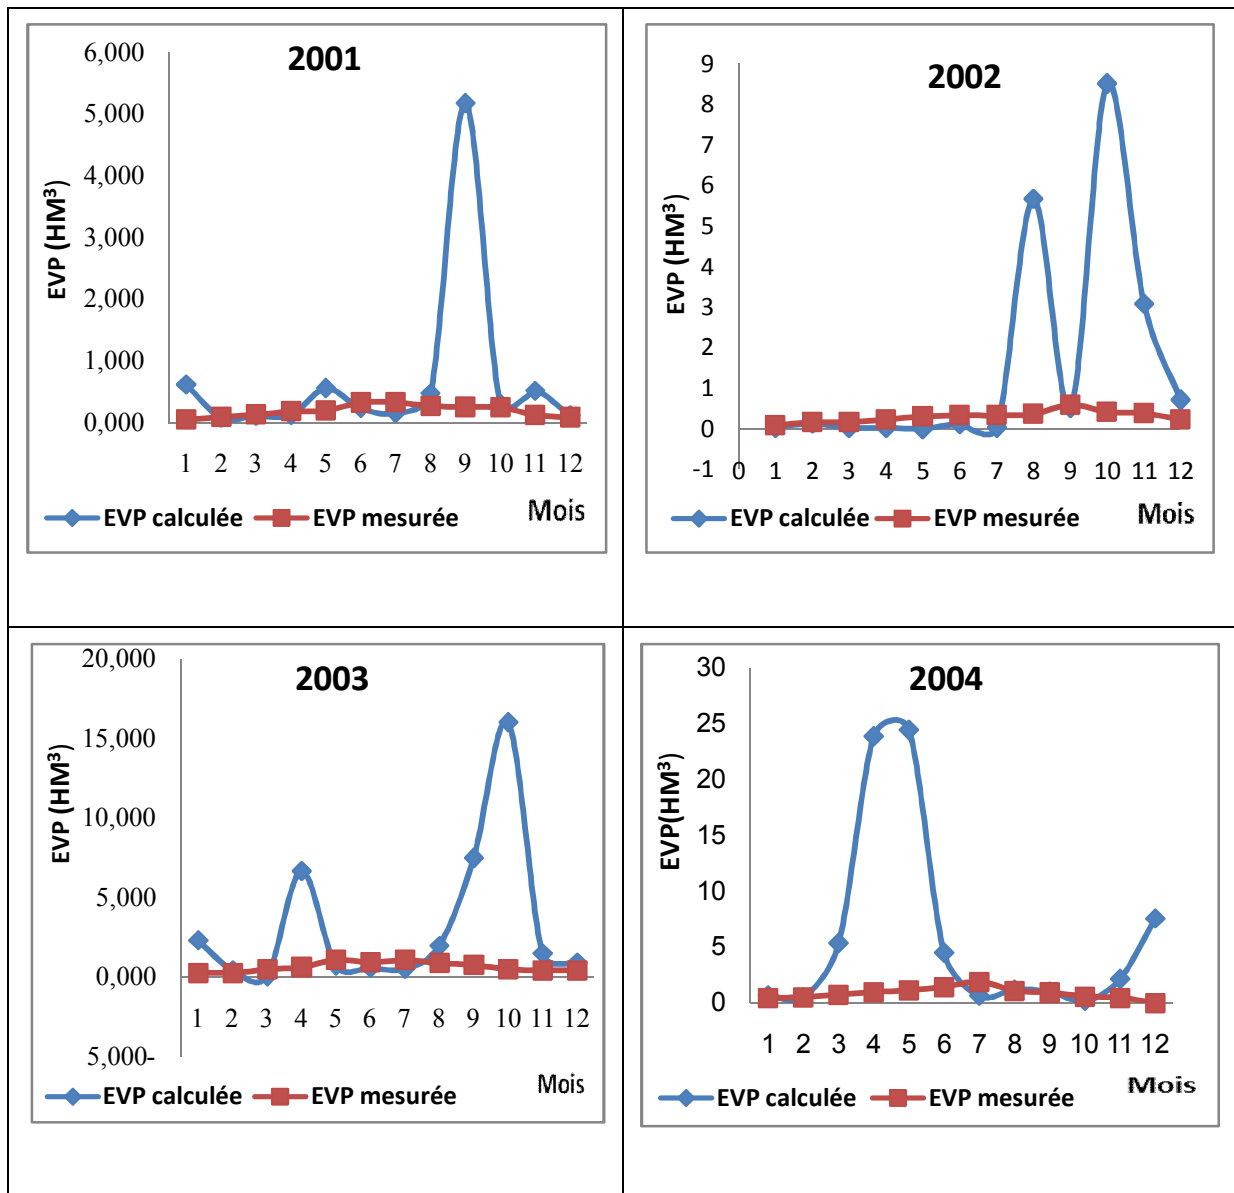 2001
EVP (HM³)
6,000
5,000
4,000
3,000
2,000
1,000
0,000
1 2 3 4 5 6 7 8 9 10 11 12
Mois
EVP calculée EVP mesurée
2002
EVP (HM³)
9
8
7
6
5
4
3
2
1
0
-1
0 1 2 3 4 5 6 7 8 9 10 11 12
Mois
EVP calculée EVP mesurée
2003
EVP (HM³)
20,000
15,000
10,000
5,000
0,000
5,000-
1 2 3 4 5 6 7 8 9 10 11 12
Mois
EVP calculée EVP mesurée
2004
EVP(HM³)
30
25
20
15
10
5
0
1 2 3 4 5 6 7 8 9 10 11 12
Mois
EVP calculée EVP mesurée